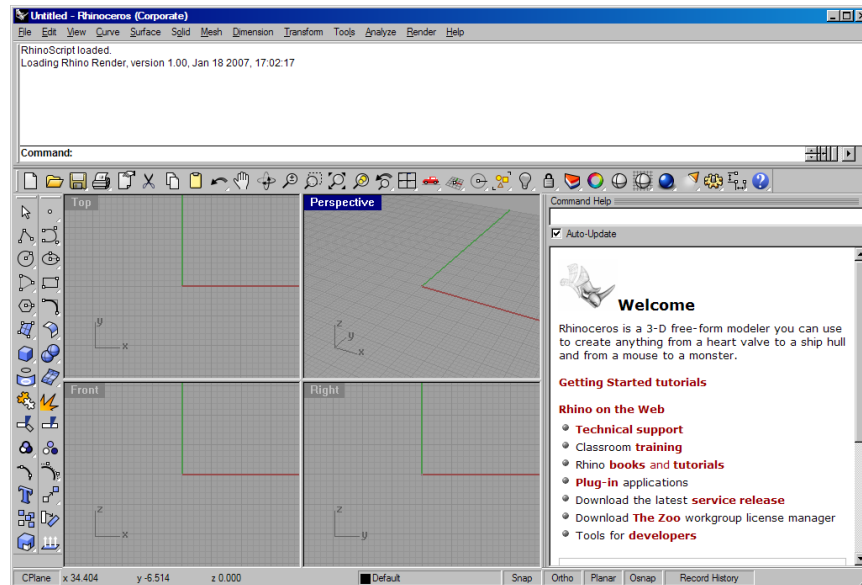 Untitled - Rhinoceros (Corporate)
File Edit View Curve Surface Solid Mesh Dimension Transform Tools Analyze Render Help
RhinoScript loaded.
Loading Rhino Render, version 1.00, Jan 18 2007, 17:02:17
Command:
Top
Perspective
Command Help
Auto-Update
y
x
z
y
x
Welcome
Rhinoceros is a 3-D free-form modeler you can use
to create anything from a heart valve to a ship hull
and from a mouse to a monster.
Getting Started tutorials
Rhino on the Web
Technical support
Classroom training
Rhino books and tutorials
Plug-in applications
Download the latest service release
Download The Zoo workgroup license manager
Tools for developers
Front
Right
z
x
z
y
CPlane x 34.404 y -6.514 z 0.000 Default Snap Ortho Planar Osnap Record History